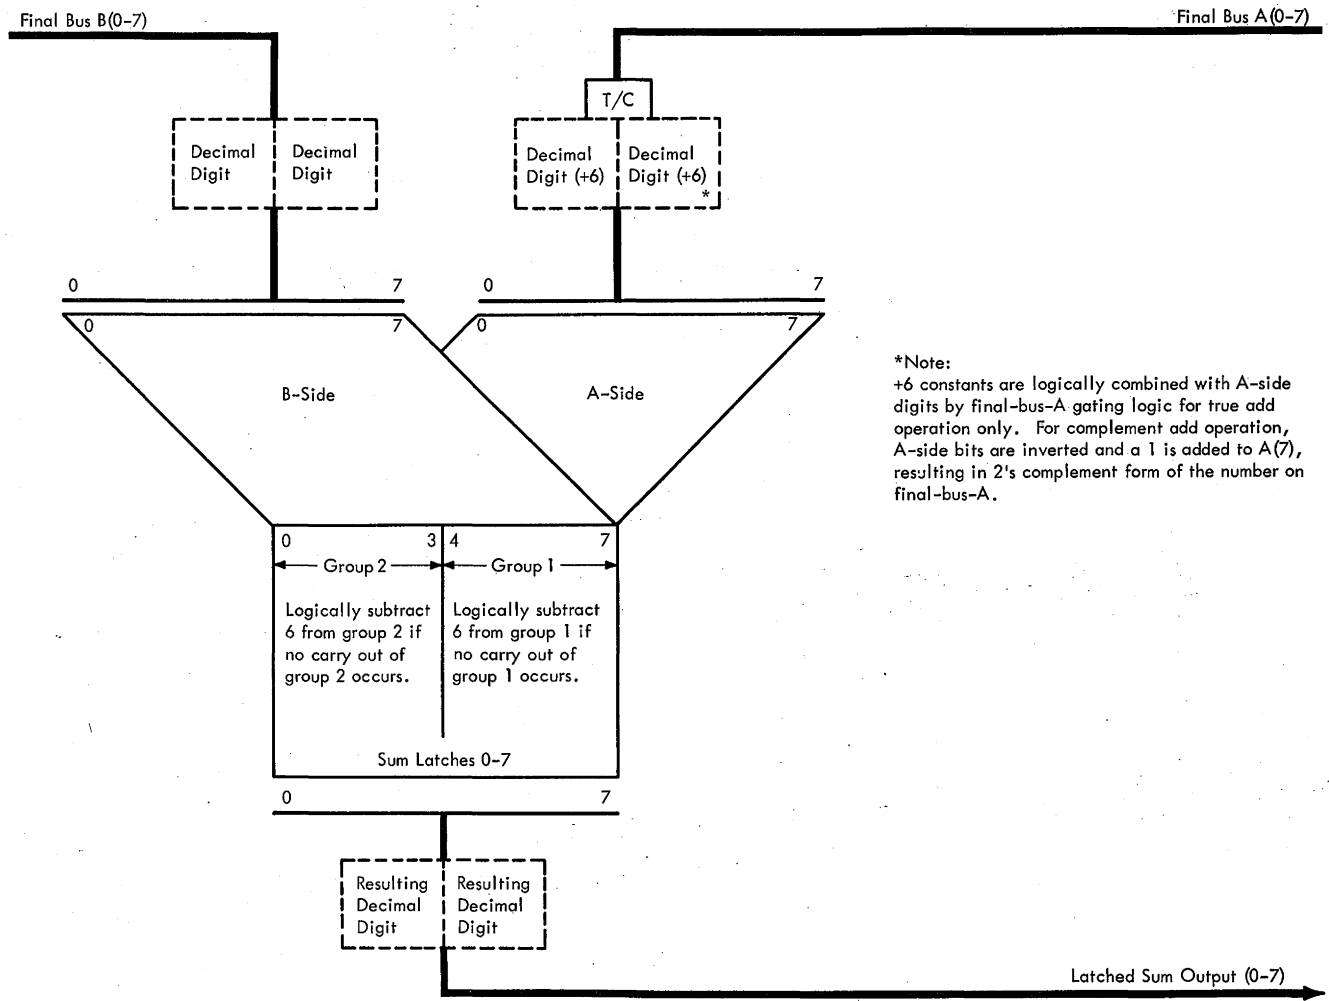 Final Bus B(0-7)
Final Bus A(0-7)
T/C
Decimal Digit
Decimal Digit
Decimal Digit (+6)
Decimal Digit (+6)
*
0 7
0 7
0 7
0 7
B-Side
A-Side
*Note:
+6 constants are logically combined with A-side
digits by final-bus-A gating logic for true add
operation only. For complement add operation,
A-side bits are inverted and a 1 is added to A(7),
resulting in 2's complement form of the number on
final-bus-A.
0 3 4 7
Group 2
Group 1
Logically subtract
6 from group 2 if
no carry out of
group 2 occurs.
Logically subtract
6 from group 1 if
no carry out of
group 1 occurs.
Sum Latches 0-7
0 7
Resulting
Decimal
Digit
Resulting
Decimal
Digit
Latched Sum Output (0-7)